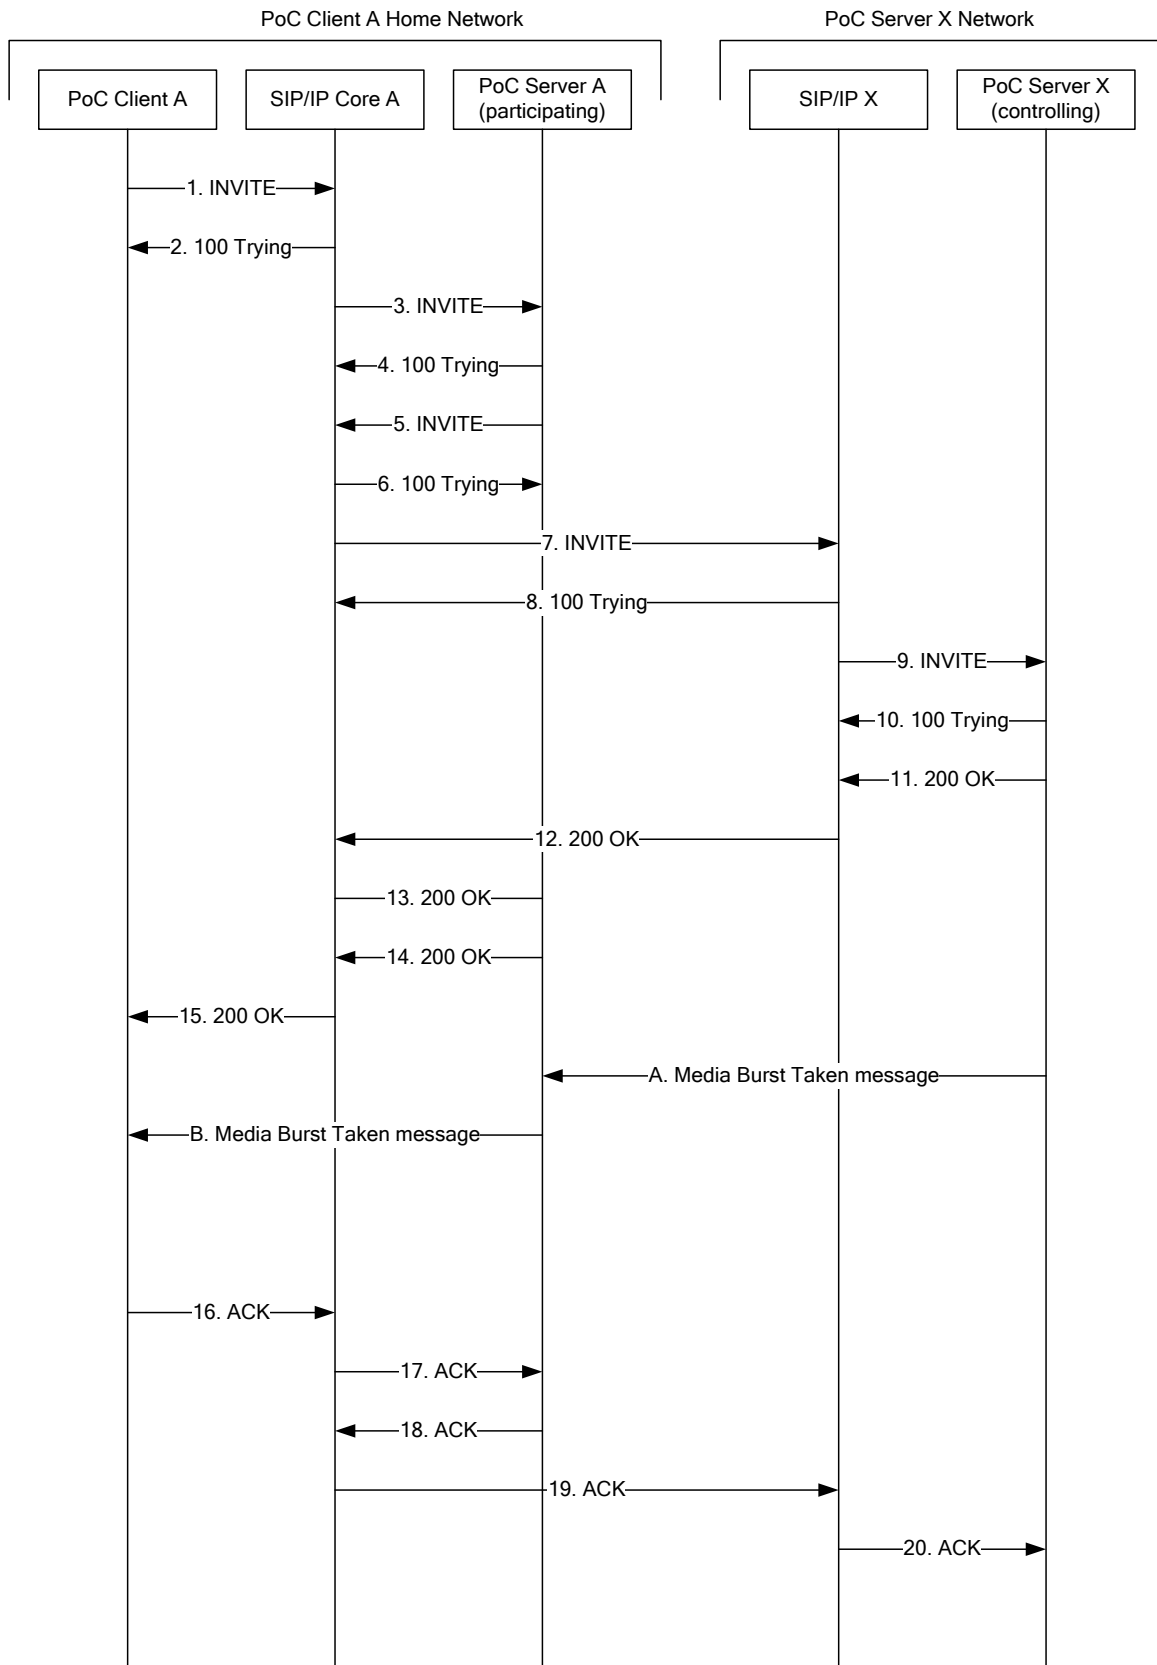 PoC Client A Home Network
PoC Server X Network
PoC Client A
SIP/IP Core A
PoC Server A
(participating)
SIP/IP X
PoC Server X
(controlling)
1. INVITE
2. 100 Trying
3. INVITE
4. 100 Trying
5. INVITE
6. 100 Trying
7. INVITE
8. 100 Trying
9. INVITE
10. 100 Trying
11. 200 OK
12. 200 OK
13. 200 OK
14. 200 OK
15. 200 OK
A. Media Burst Taken message
B. Media Burst Taken message
16. ACK
17. ACK
18. ACK
19. ACK
20. ACK